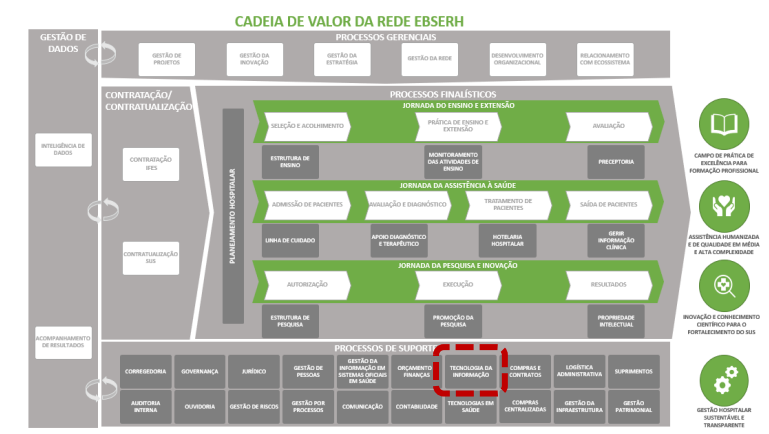 CADEIA DE VALOR DA REDE EBSERH
GESTÃO DE
DADOS
INTELIGÊNCIA DE
DADOS
ACOMPANHAMENTO
DE RESULTADOS
PROCESSOS GERENCIAIS
GESTÃO DE
PROJETOS
GESTÃO DA
INOVAÇÃO
GESTÃO DA
ESTRATÉGIA
GESTÃO DA REDE
DESENVOLVIMENTO
ORGANIZACIONAL
RELACIONAMENTO
COM ECOSSISTEMA
CONTRATAÇÃO/
CONTRATUALIZAÇÃO
CONTRATAÇÃO
IFES
CONTRATUALIZAÇÃO
SUS
PROCESSOS FINALÍSTICOS
PLANEJAMENTO HOSPITALAR
JORNADA DO ENSINO E EXTENSÃO
SELEÇÃO E ACOLHIMENTO
PRÁTICA DE ENSINO E
EXTENSÃO
AVALIAÇÃO
ESTRUTURA DE
ENSINO
MONITORAMENTO
DAS ATIVIDADES DE
ENSINO
PRECEPTORIA
JORNADA DA ASSISTÊNCIA À SAÚDE
ADMISSÃO DE PACIENTES
AVALIAÇÃO E DIAGNÓSTICO
TRATAMENTO DE
PACIENTES
SAÍDA DE PACIENTES
LINHA DE CUIDADO
APOIO DIAGNÓSTICO
E TERAPÊUTICO
HOTELARIA
HOSPITALAR
GERIR
INFORMAÇÃO
CLÍNICA
JORNADA DA PESQUISA E INOVAÇÃO
AUTORIZAÇÃO
EXECUÇÃO
RESULTADOS
ESTRUTURA DE
PESQUISA
PROMOÇÃO DA
PESQUISA
PROPRIEDADE
INTELECTUAL
PROCESSOS DE SUPORTE
CORREGEDORIA
GOVERNANÇA
JURÍDICO
GESTÃO DE
PESSOAS
GESTÃO DA
INFORMAÇÃO EM
SISTEMAS OFICIAIS
EM SAÚDE
ORÇAMENTO
FINANÇAS
TECNOLOGIA DA
INFORMAÇÃO
COMPRAS E
CONTRATOS
LOGÍSTICA
ADMINISTRATIVA
SUPRIMENTOS
AUDITORIA
INTERNA
OUVIDORIA
GESTÃO DE RISCOS
GESTÃO POR
PROCESSOS
COMUNICAÇÃO
CONTABILIDADE
TECNOLOGIAS EM
SAÚDE
COMPRAS
CENTRALIZADAS
GESTÃO DA
INFRAESTRUTURA
GESTÃO
PATRIMONIAL
CAMPO DE PRÁTICA DE
EXCELÊNCIA PARA
FORMAÇÃO PROFISSIONAL
ASSISTÊNCIA HUMANIZADA
E DE QUALIDADE EM MÉDIA
E ALTA COMPLEXIDADE
INOVAÇÃO E CONHECIMENTO
CIENTÍFICO PARA O
FORTALECIMENTO DO SUS
GESTÃO HOSPITALAR
SUSTENTÁVEL E
TRANSPARENTE